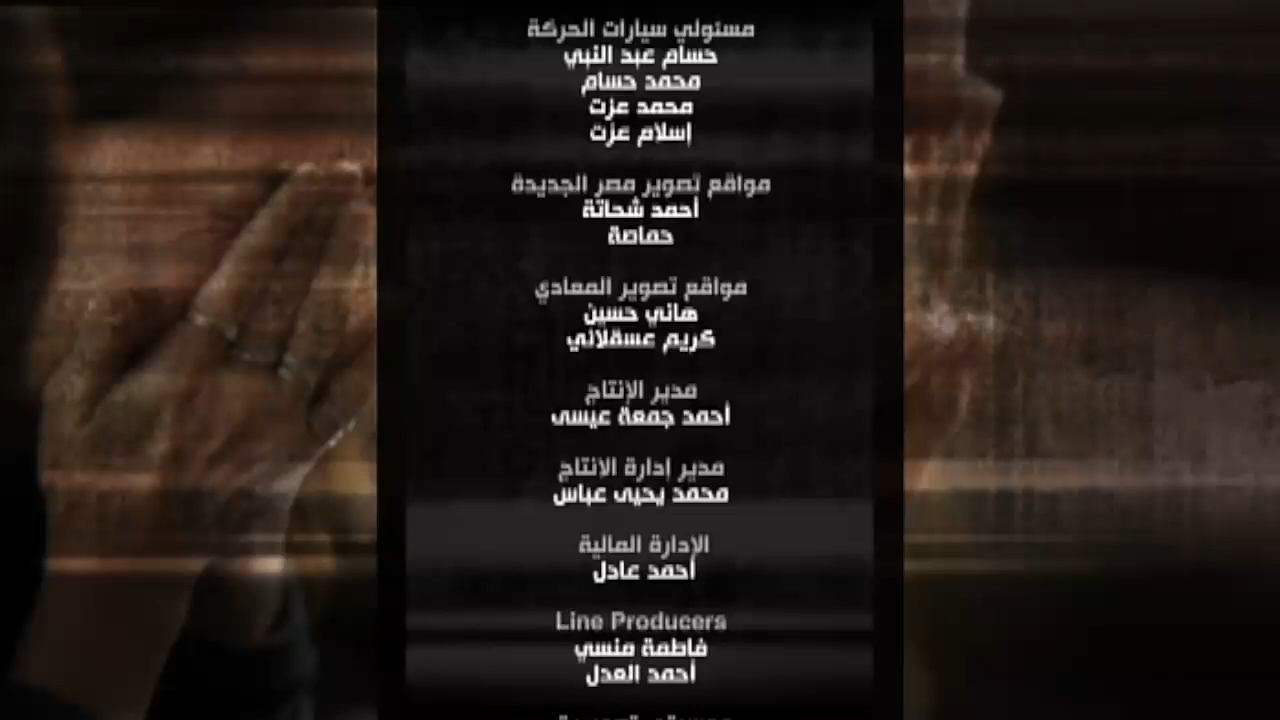 مسئولي سيارات الحركة
حسام عبد النبي
محمد حسام
محمد عزت
إسلام عزت
مواقع تصوير مصر الجديدة
أحمد شحاتة
حماصة
مواقع تصوير المعادي
هاني حسين
كريم عسقلاني
مدير الإنتاج
أحمد جمعة عيسى
مدير إدارة الانتاج
محمد يحيى عباس
الإدارة المالية
أحمد عادل
Line Producers
فاطمة منسي
أحمد العدل